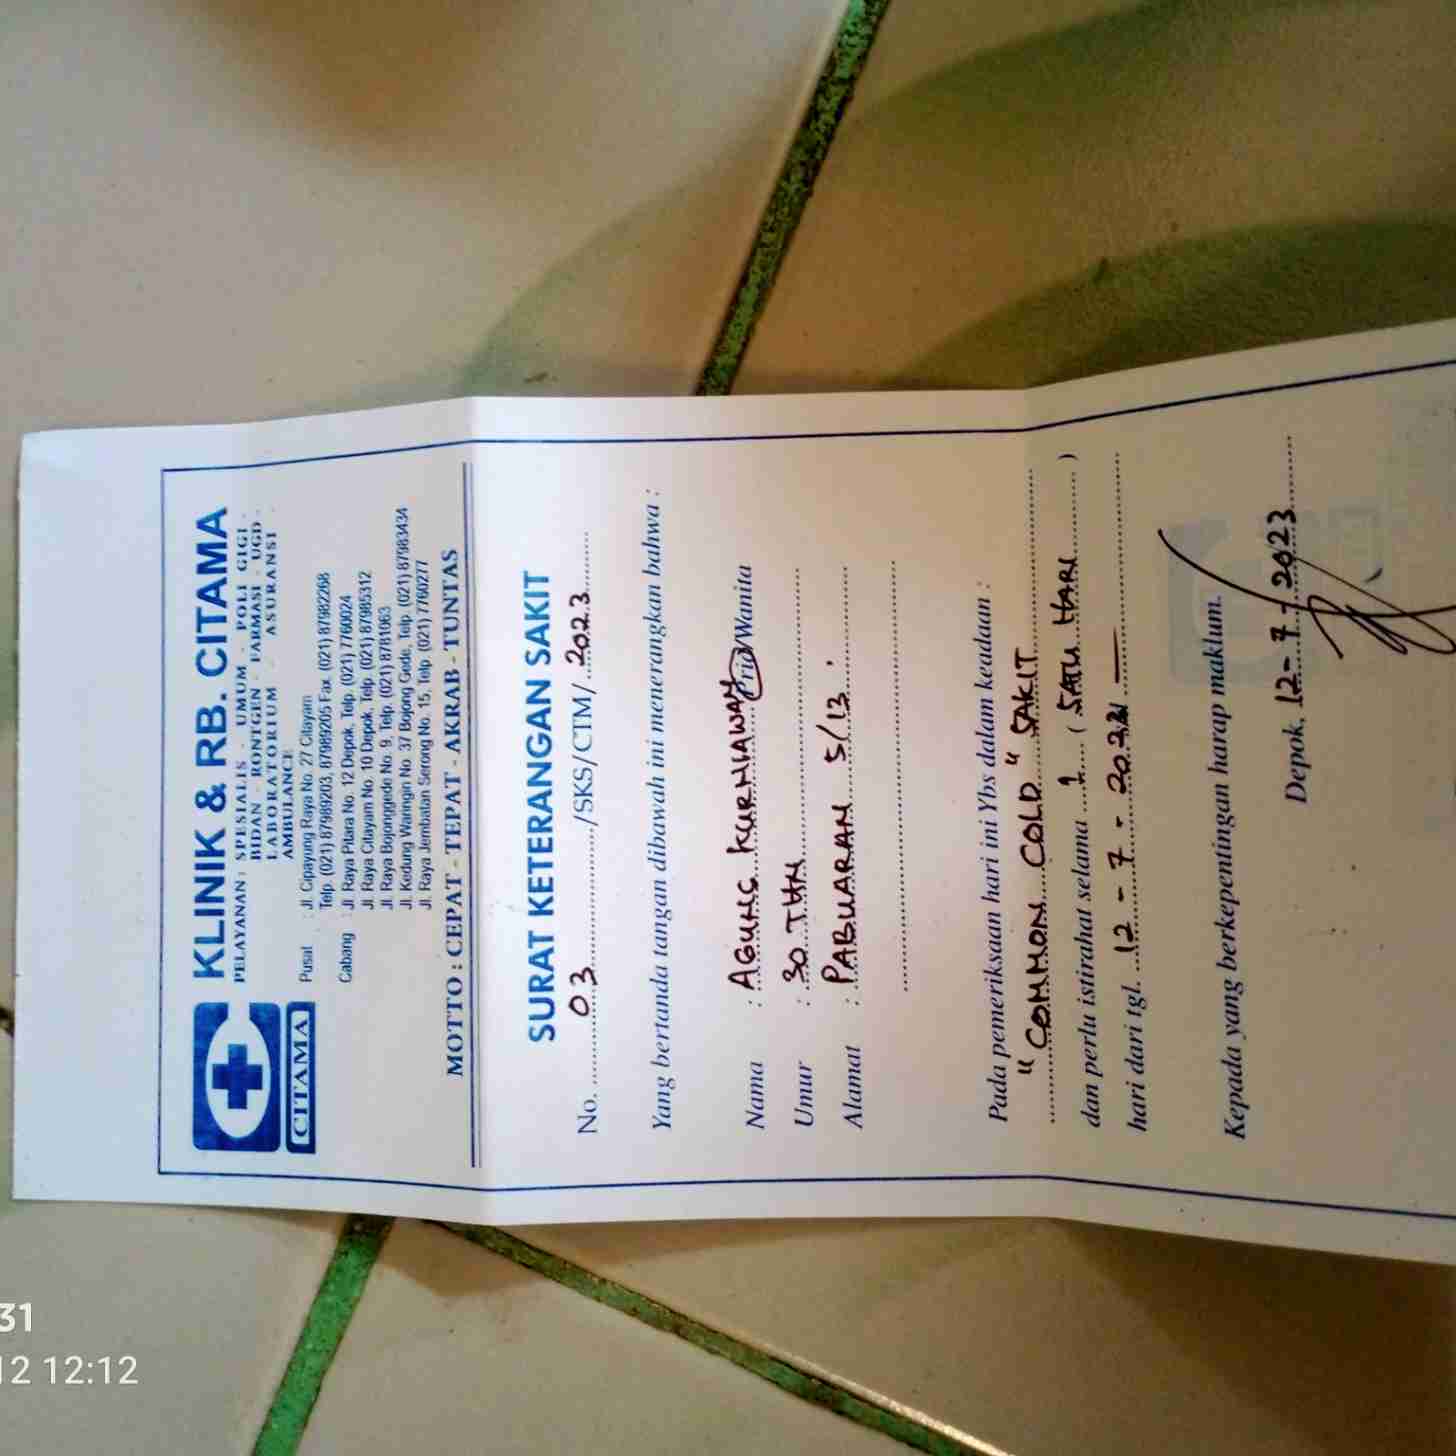 KLINIK & RB. CITAMA
PELAYANAN : SPESIALIS - UMUM - POLI GIGI -
BIDAN - RONTGEN - FARMASI - UGD -
LABORATORIUM - ASURANSI -
AMBULANCE
CITAMA
Pusat : Jl. Cipayung Raya No. 27 Citayam
Telp. (021) 87989203, 87989205 Fax. (021) 87982268
Cabang : Jl. Raya Pitara No. 12 Depok, Telp. (021) 7760024
Jl. Raya Citayam No. 10 Depok, Telp. (021) 87985312
Jl. Raya Bojonggede No. 9, Telp. (021) 8781063
Jl. Kedung Waringin No. 37 Bojong Gede, Telp. (021) 87983434
Jl. Raya Jembatan Serong No. 15, Telp. (021) 7760277
MOTTO : CEPAT - TEPAT - AKRAB - TUNTAS
SURAT KETERANGAN SAKIT
No. 03 /SKS/CTM/ 2023
Yang bertanda tangan dibawah ini menerangkan bahwa :
Nama : AGUNG KURNIAWAN Pria/Wanita
Umur : 30 THN
Alamat : PABUARAN 5/13.
Pada pemeriksaan hari ini Ybs dalam keadaan :
"COMMON COLD" SAKIT
dan perlu istirahat selama 1 ( SATU HARI )
hari dari tgl. 12 - 7 - 2023 —
Kepada yang berkepentingan harap maklum.
Depok, 12 - 7 - 2023
31
12 12:12